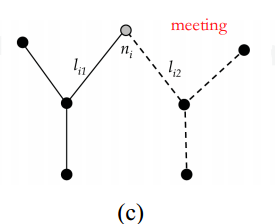 meeting
l_{i1} n_i l_{i2}
(c)